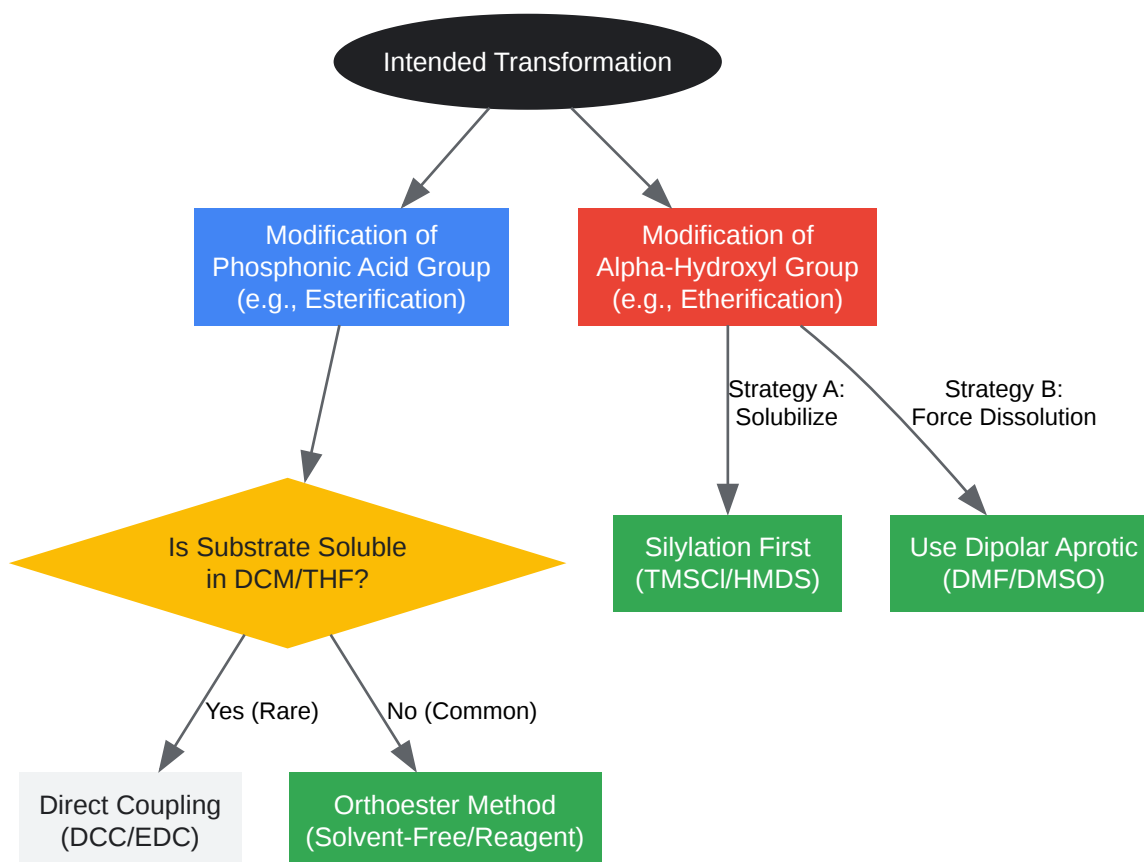 Intended Transformation
Modification of
Phosphonic Acid Group
(e.g., Esterification)
Modification of
Alpha-Hydroxyl Group
(e.g., Etherification)
Strategy A:
Solubilize
Strategy B:
Force Dissolution
Is Substrate Soluble
in DCM/THF?
Silylation First
(TMSCl/HMDS)
Use Dipolar Aprotic
(DMF/DMSO)
Yes (Rare)
No (Common)
Direct Coupling
(DCC/EDC)
Orthoester Method
(Solvent-Free/Reagent)